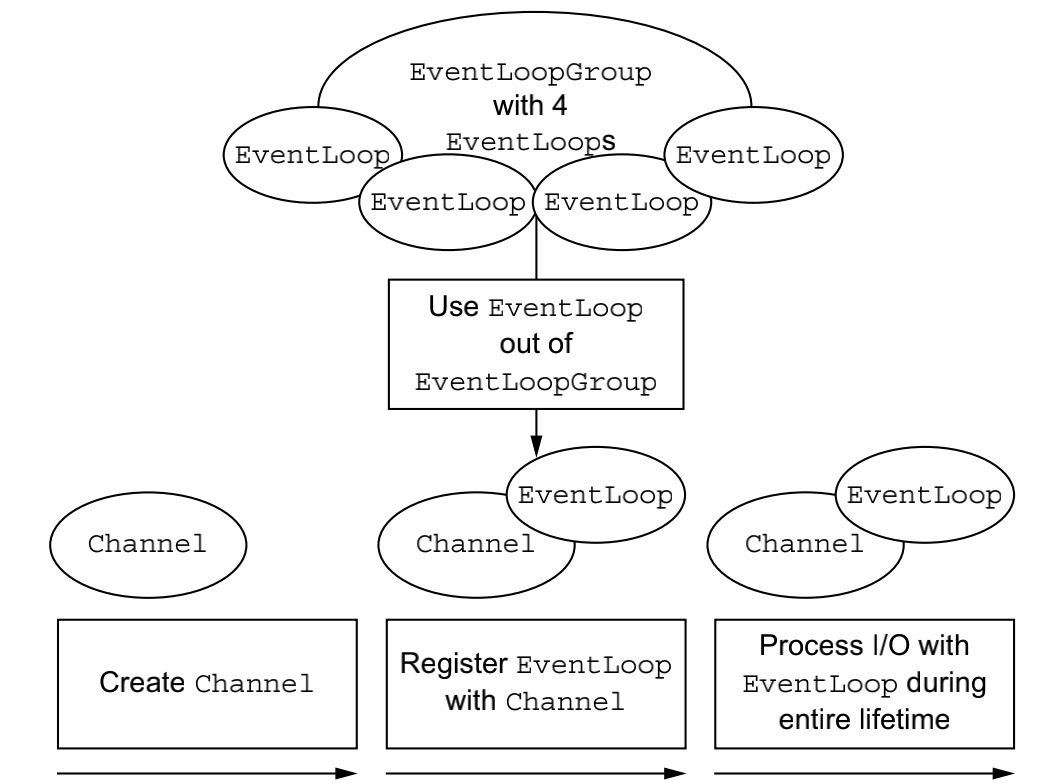 EventLoopGroup
with 4
EventLoops
EventLoop
EventLoop
EventLoop
EventLoop
Use EventLoop
out of
EventLoopGroup
Channel
Channel
EventLoop
Channel
EventLoop
Create Channel
Register EventLoop
with Channel
Process I/O with
EventLoop during
entire lifetime